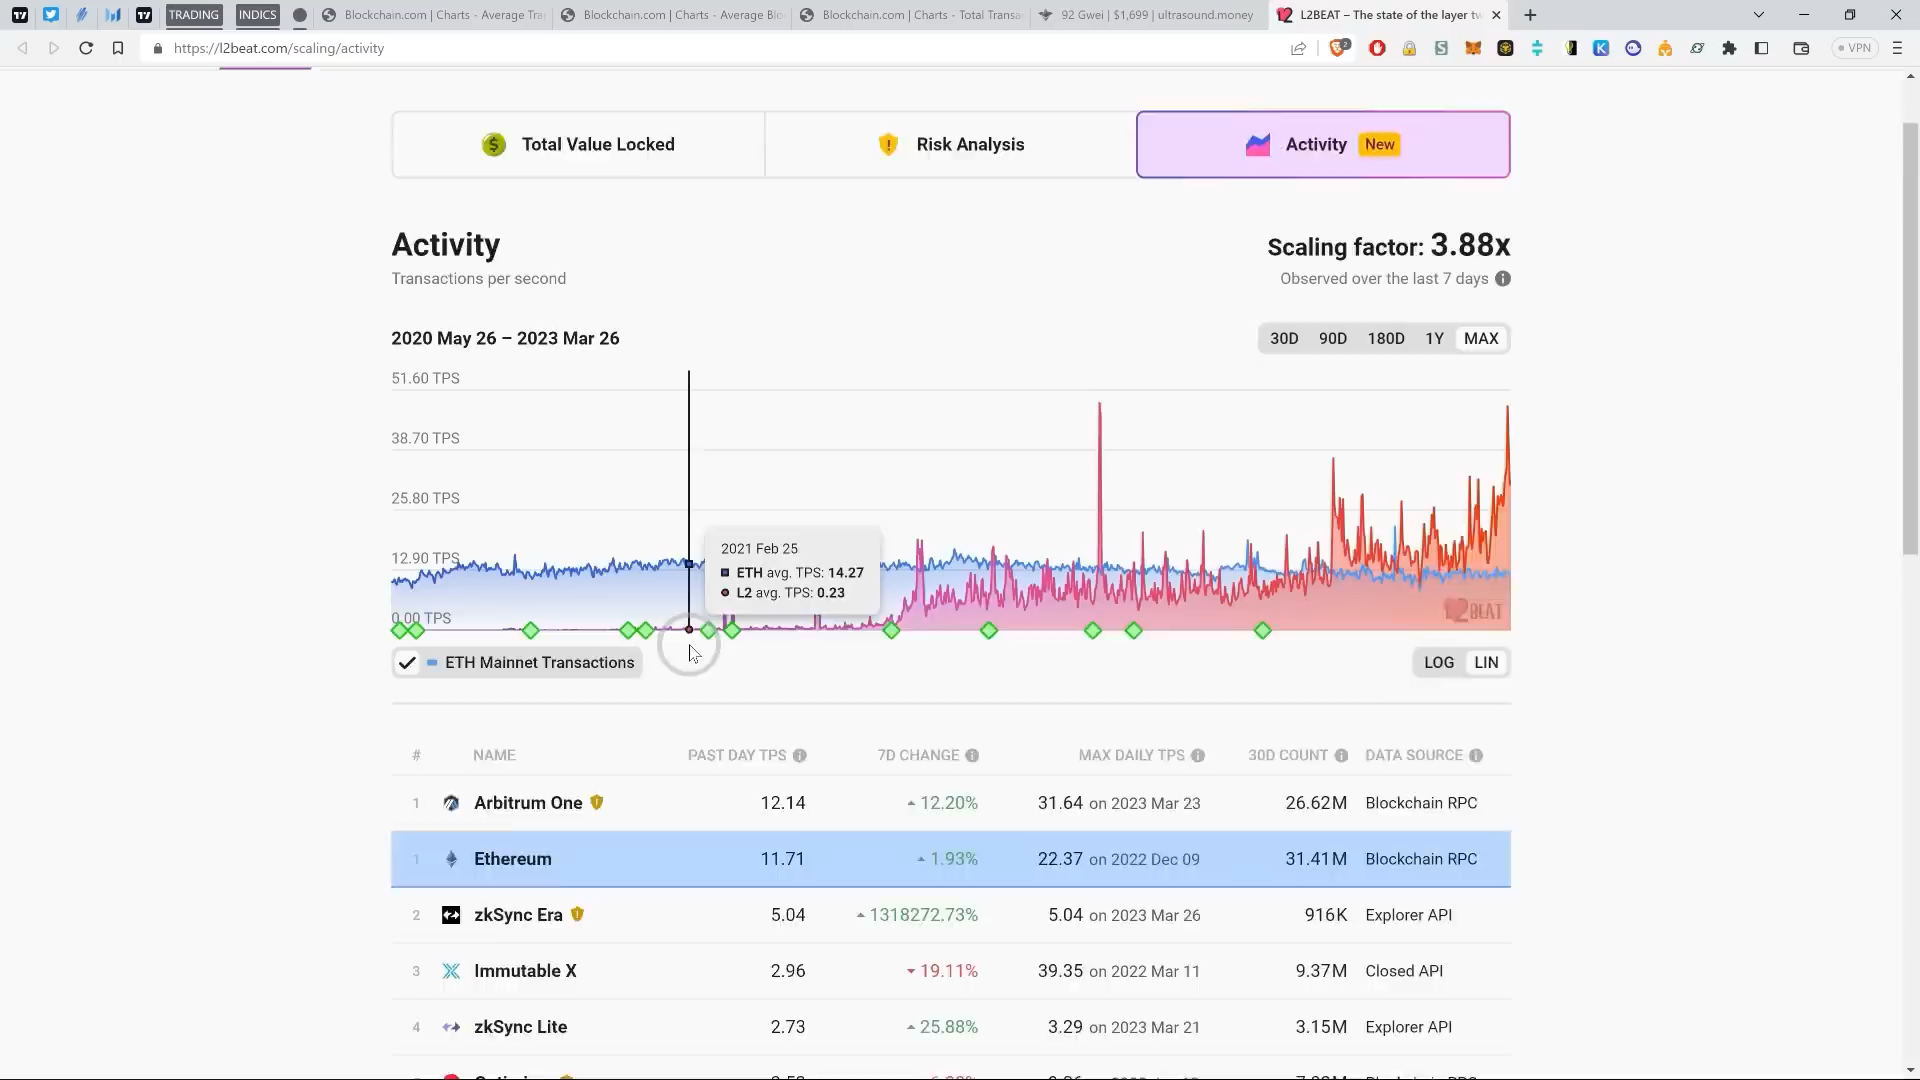 TRADING INDICS Blockchain.com | Charts - Average Tra Blockchain.com | Charts - Average Blo Blockchain.com | Charts - Total Transa 92 Gwei | $1,699 | ultrasound.money L2BEAT – The state of the layer tw
https://l2beat.com/scaling/activity 2 VPN
Total Value Locked Risk Analysis Activity New
Activity Scaling factor: 3.88x
Transactions per second Observed over the last 7 days
2020 May 26 – 2023 Mar 26 30D 90D 180D 1Y MAX
51.60 TPS
38.70 TPS
25.80 TPS
12.90 TPS
2021 Feb 25
ETH avg. TPS: 14.27
L2 avg. TPS: 0.23
0.00 TPS
L2BEAT
ETH Mainnet Transactions LOG LIN
# NAME PAST DAY TPS 7D CHANGE MAX DAILY TPS 30D COUNT DATA SOURCE
1 Arbitrum One 12.14 12.20% 31.64 on 2023 Mar 23 26.62M Blockchain RPC
1 Ethereum 11.71 1.93% 22.37 on 2022 Dec 09 31.41M Blockchain RPC
2 zkSync Era 5.04 1318272.73% 5.04 on 2023 Mar 26 916K Explorer API
3 Immutable X 2.96 19.11% 39.35 on 2022 Mar 11 9.37M Closed API
4 zkSync Lite 2.73 25.88% 3.29 on 2023 Mar 21 3.15M Explorer API